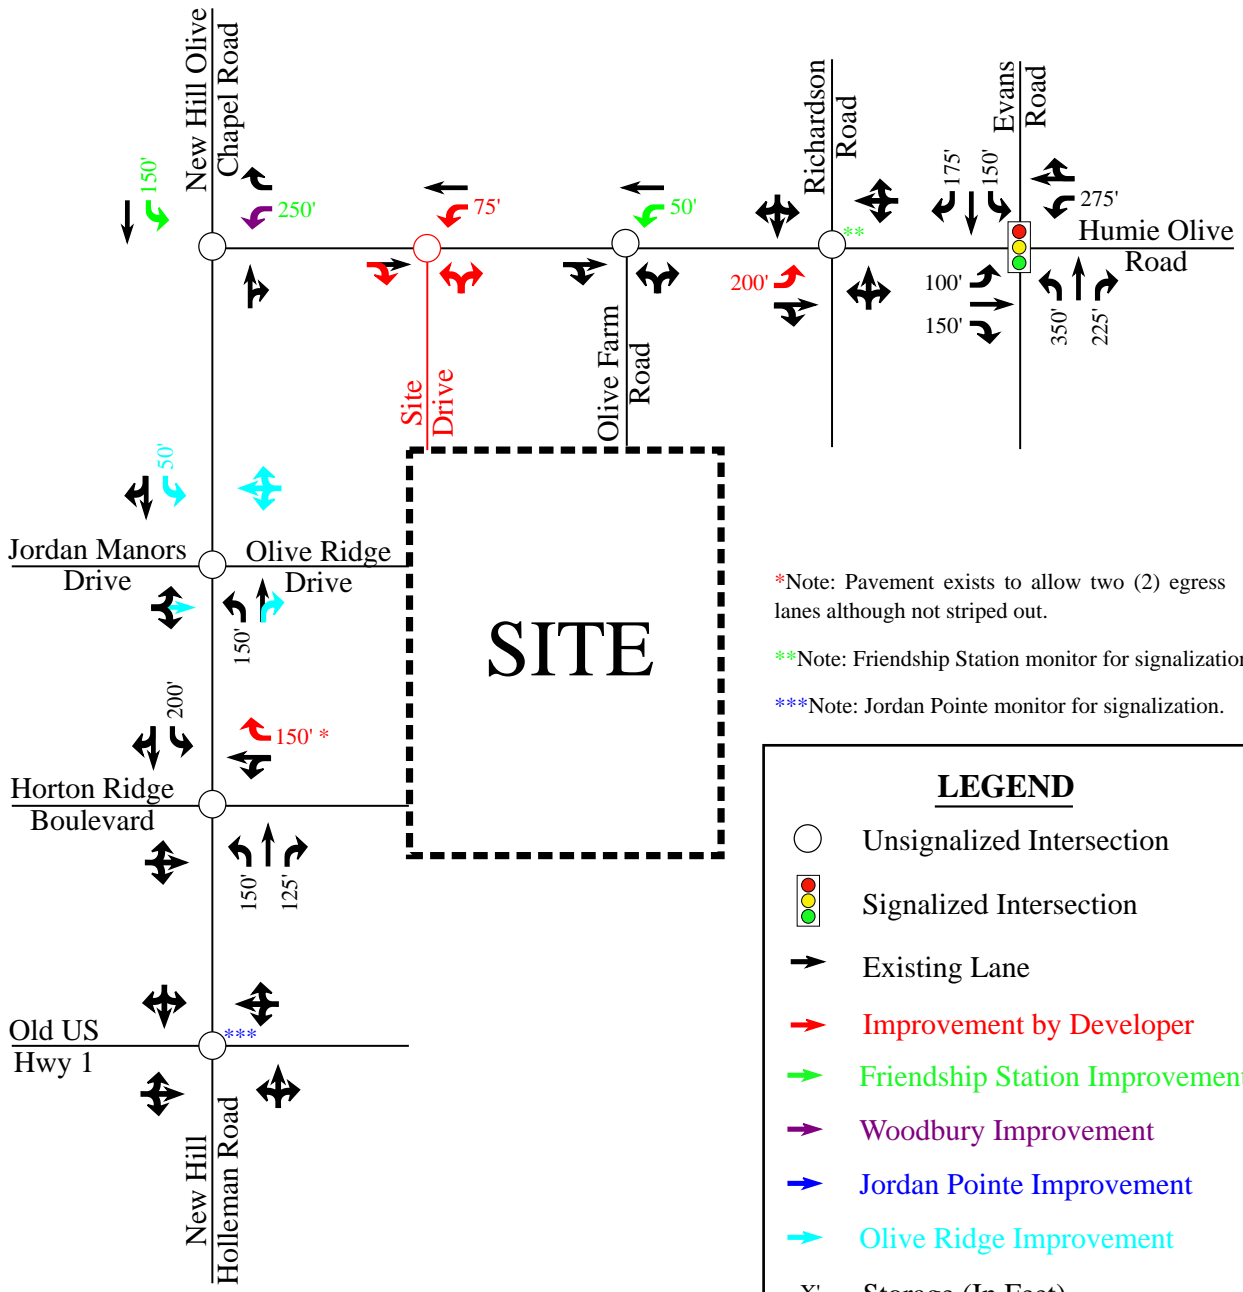 New Hill Olive
Chapel Road
Richardson
Road
Evans
Road
150'
250'
75'
50'
175'
150'
275'
Humie Olive
Road
200'
100'
150'
350'
225'
Site
Drive
Olive Farm
Road
50'
Jordan Manors
Drive
Olive Ridge
Drive
150'
SITE
*Note: Pavement exists to allow two (2) egress
lanes although not striped out.
**
**Note: Friendship Station monitor for signalization
***Note: Jordan Pointe monitor for signalization.
200'
150' *
Horton Ridge
Boulevard
150'
125'
Old US
Hwy 1
***
New Hill
Holleman Road
LEGEND
Unsignalized Intersection
Signalized Intersection
Existing Lane
Improvement by Developer
Friendship Station Improvement
Woodbury Improvement
Jordan Pointe Improvement
Olive Ridge Improvement
X' Storage (In Feet)